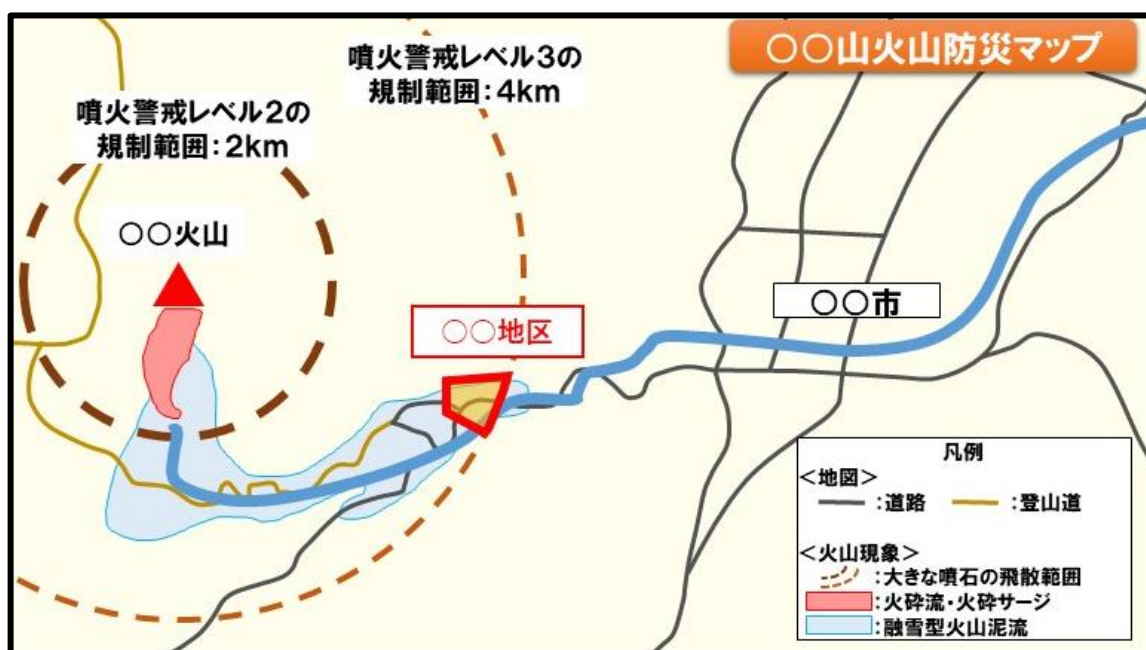 ○○山火山防災マップ
噴火警戒レベル3の
規制範囲:4km
噴火警戒レベル2の
規制範囲:2km
○○火山
○○地区
○○市
凡例
<地図>
:道路
:登山道
<火山現象>
:大きな噴石の飛散範囲
:火砕流・火砕サージ
:融雪型火山泥流